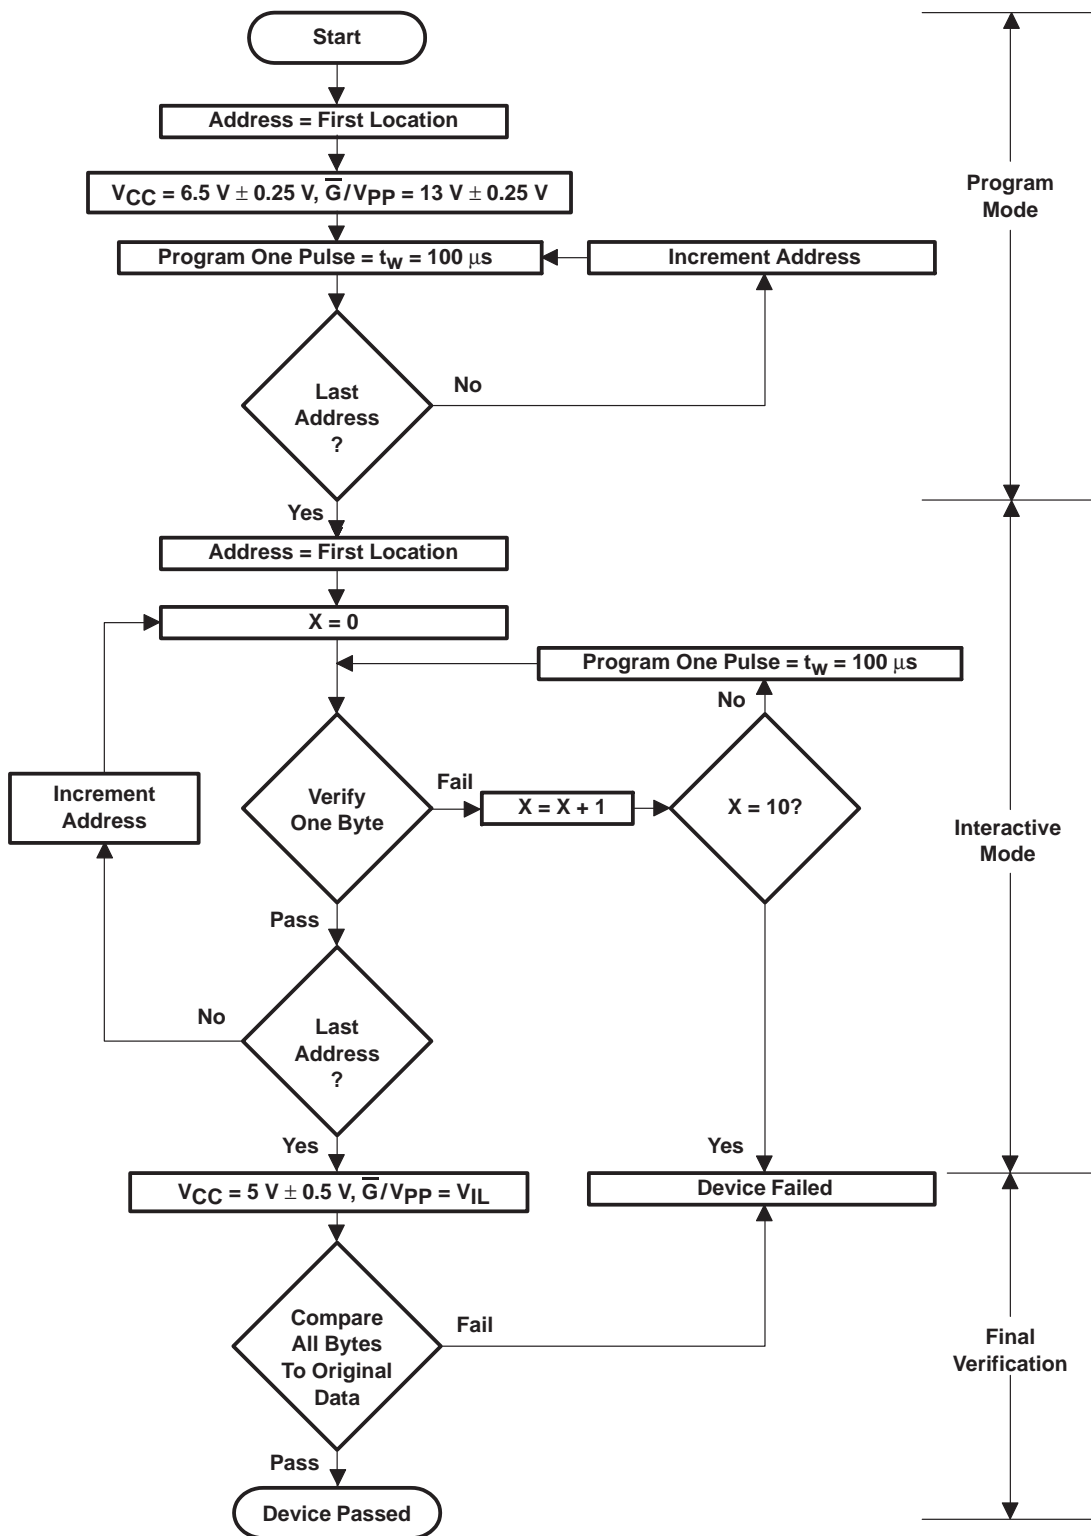 Start
Address = First Location
VCC = 6.5 V ± 0.25 V, G̅/VPP = 13 V ± 0.25 V
Program
Mode
Program One Pulse = tw = 100 μs
Increment Address
Last
Address
?
No
Yes
Address = First Location
X = 0
Program One Pulse = tw = 100 μs
No
Increment
Address
Verify
One Byte
Fail
X = X + 1
X = 10?
Interactive
Mode
Pass
No
Last
Address
?
Yes
Yes
VCC = 5 V ± 0.5 V, G̅/VPP = VIL
Device Failed
Compare
All Bytes
To Original
Data
Fail
Final
Verification
Pass
Device Passed